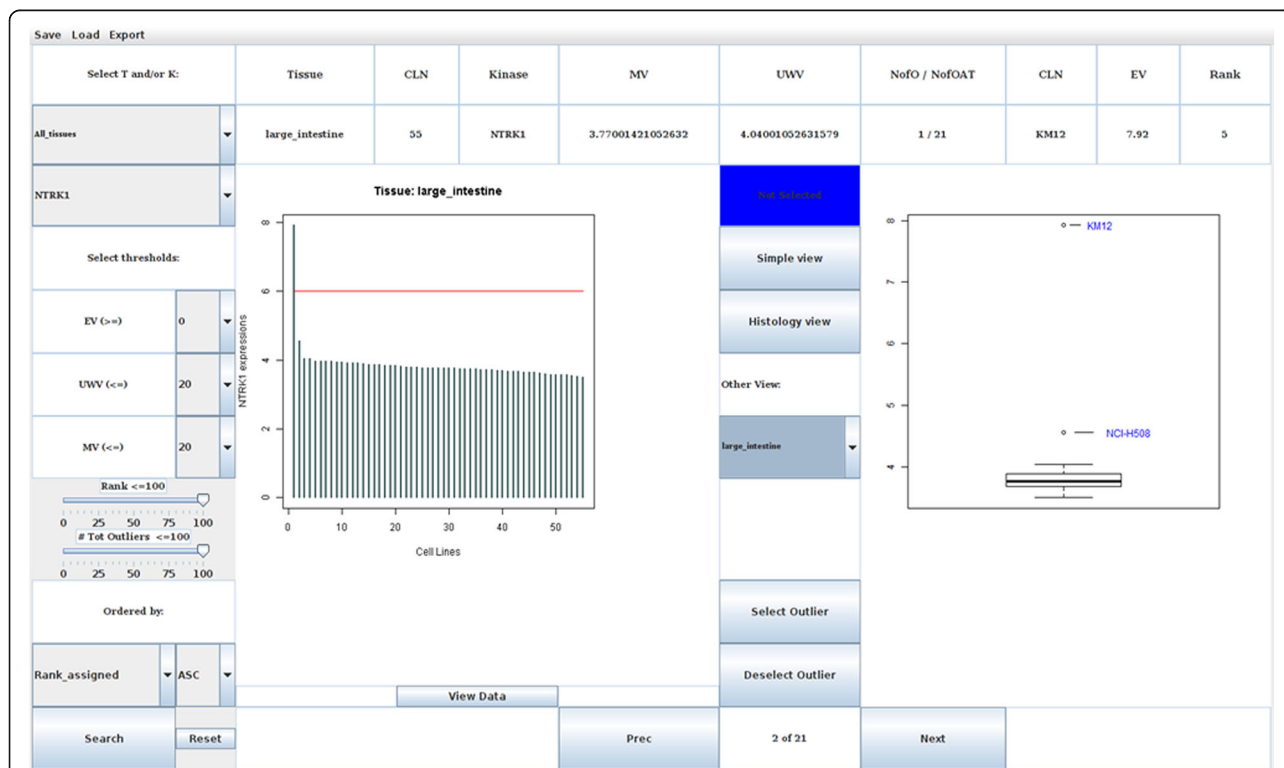 Save Load Export
Select T and/or K: Tissue CLN Kinase MV UWV NofO / NofOAT CLN EV Rank
All_tissues large_intestine 55 NTRK1 3.77001421052632 4.04001052631579 1 / 21 KM12 7.92 5
NTRK1
Select thresholds:
EV (>=) 0
UWV (<=) 20
MV (<=) 20
Rank <=100
0 25 50 75 100
# Tot Outliers <=100
0 25 50 75 100
Ordered by:
Rank_assigned ASC
Search Reset
Tissue: large_intestine
NTRK1 expressions
8
6
4
2
0
0 10 20 30 40 50
Cell Lines
View Data
Not Selected
Simple view
Histology view
Other View:
large_intestine
Select Outlier
Deselect Outlier
8
7
6
5
4
KM12
NCI-H508
Prec 2 of 21 Next